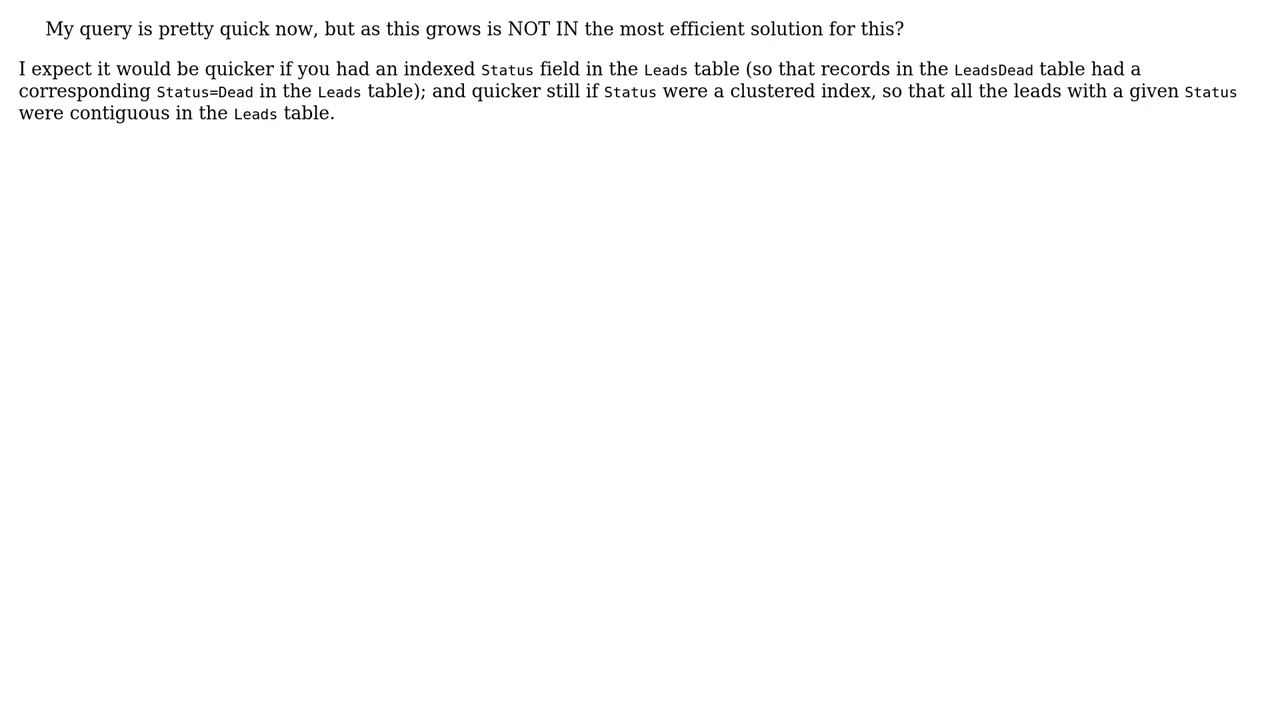 My query is pretty quick now, but as this grows is NOT IN the most efficient solution for this?
I expect it would be quicker if you had an indexed Status field in the Leads table (so that records in the LeadsDead table had a
corresponding Status=Dead in the Leads table); and quicker still if Status were a clustered index, so that all the leads with a given Status
were contiguous in the Leads table.